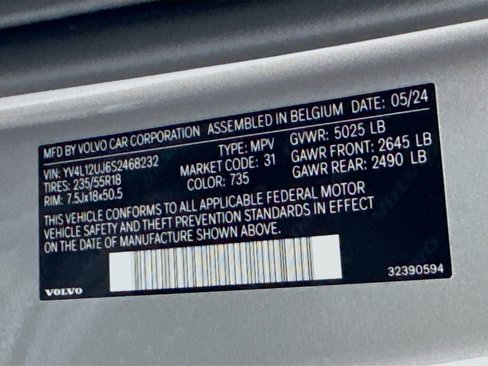 MFD BY VOLVO CAR CORPORATION ASSEMBLED IN BELGIUM DATE: 05/24
VIN: YV4L12UJ6S2468232 TYPE: MPV GVWR: 5025 LB
TIRES: 235/55R18 MARKET CODE: 31 GAWR FRONT: 2645 LB
RIM: 7.5Jx18x50.5 COLOR: 735 GAWR REAR: 2490 LB
THIS VEHICLE CONFORMS TO ALL APPLICABLE FEDERAL MOTOR
VEHICLE SAFETY AND THEFT PREVENTION STANDARDS IN EFFECT
ON THE DATE OF MANUFACTURE SHOWN ABOVE.
VOLVO 32390594